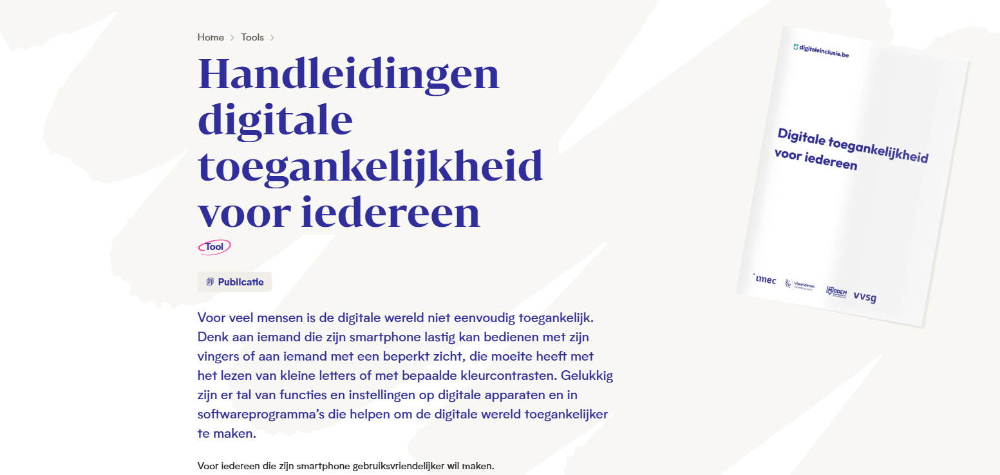 Home
Tools
Handleidingen
digitale
toegankelijkheid
voor iedereen
Tool
Publicatie
Voor veel mensen is de digitale wereld niet eenvoudig toegankelijk.
Denk aan iemand die zijn smartphone lastig kan bedienen met zijn
vingers of aan iemand met een beperkt zicht, die moeite heeft met
het lezen van kleine letters of met bepaalde kleurcontrasten. Gelukkig
zijn er tal van functies en instellingen op digitale apparaten en in
softwareprogramma's die helpen om de digitale wereld toegankelijker
te maken.
Voor iedereen die zijn smartphone gebruiksvriendelijker wil maken.
digitaleinclusie.be
Digitale toegankelijkheid
voor iedereen
imec
Vlaanderen
MODEM
vvsg